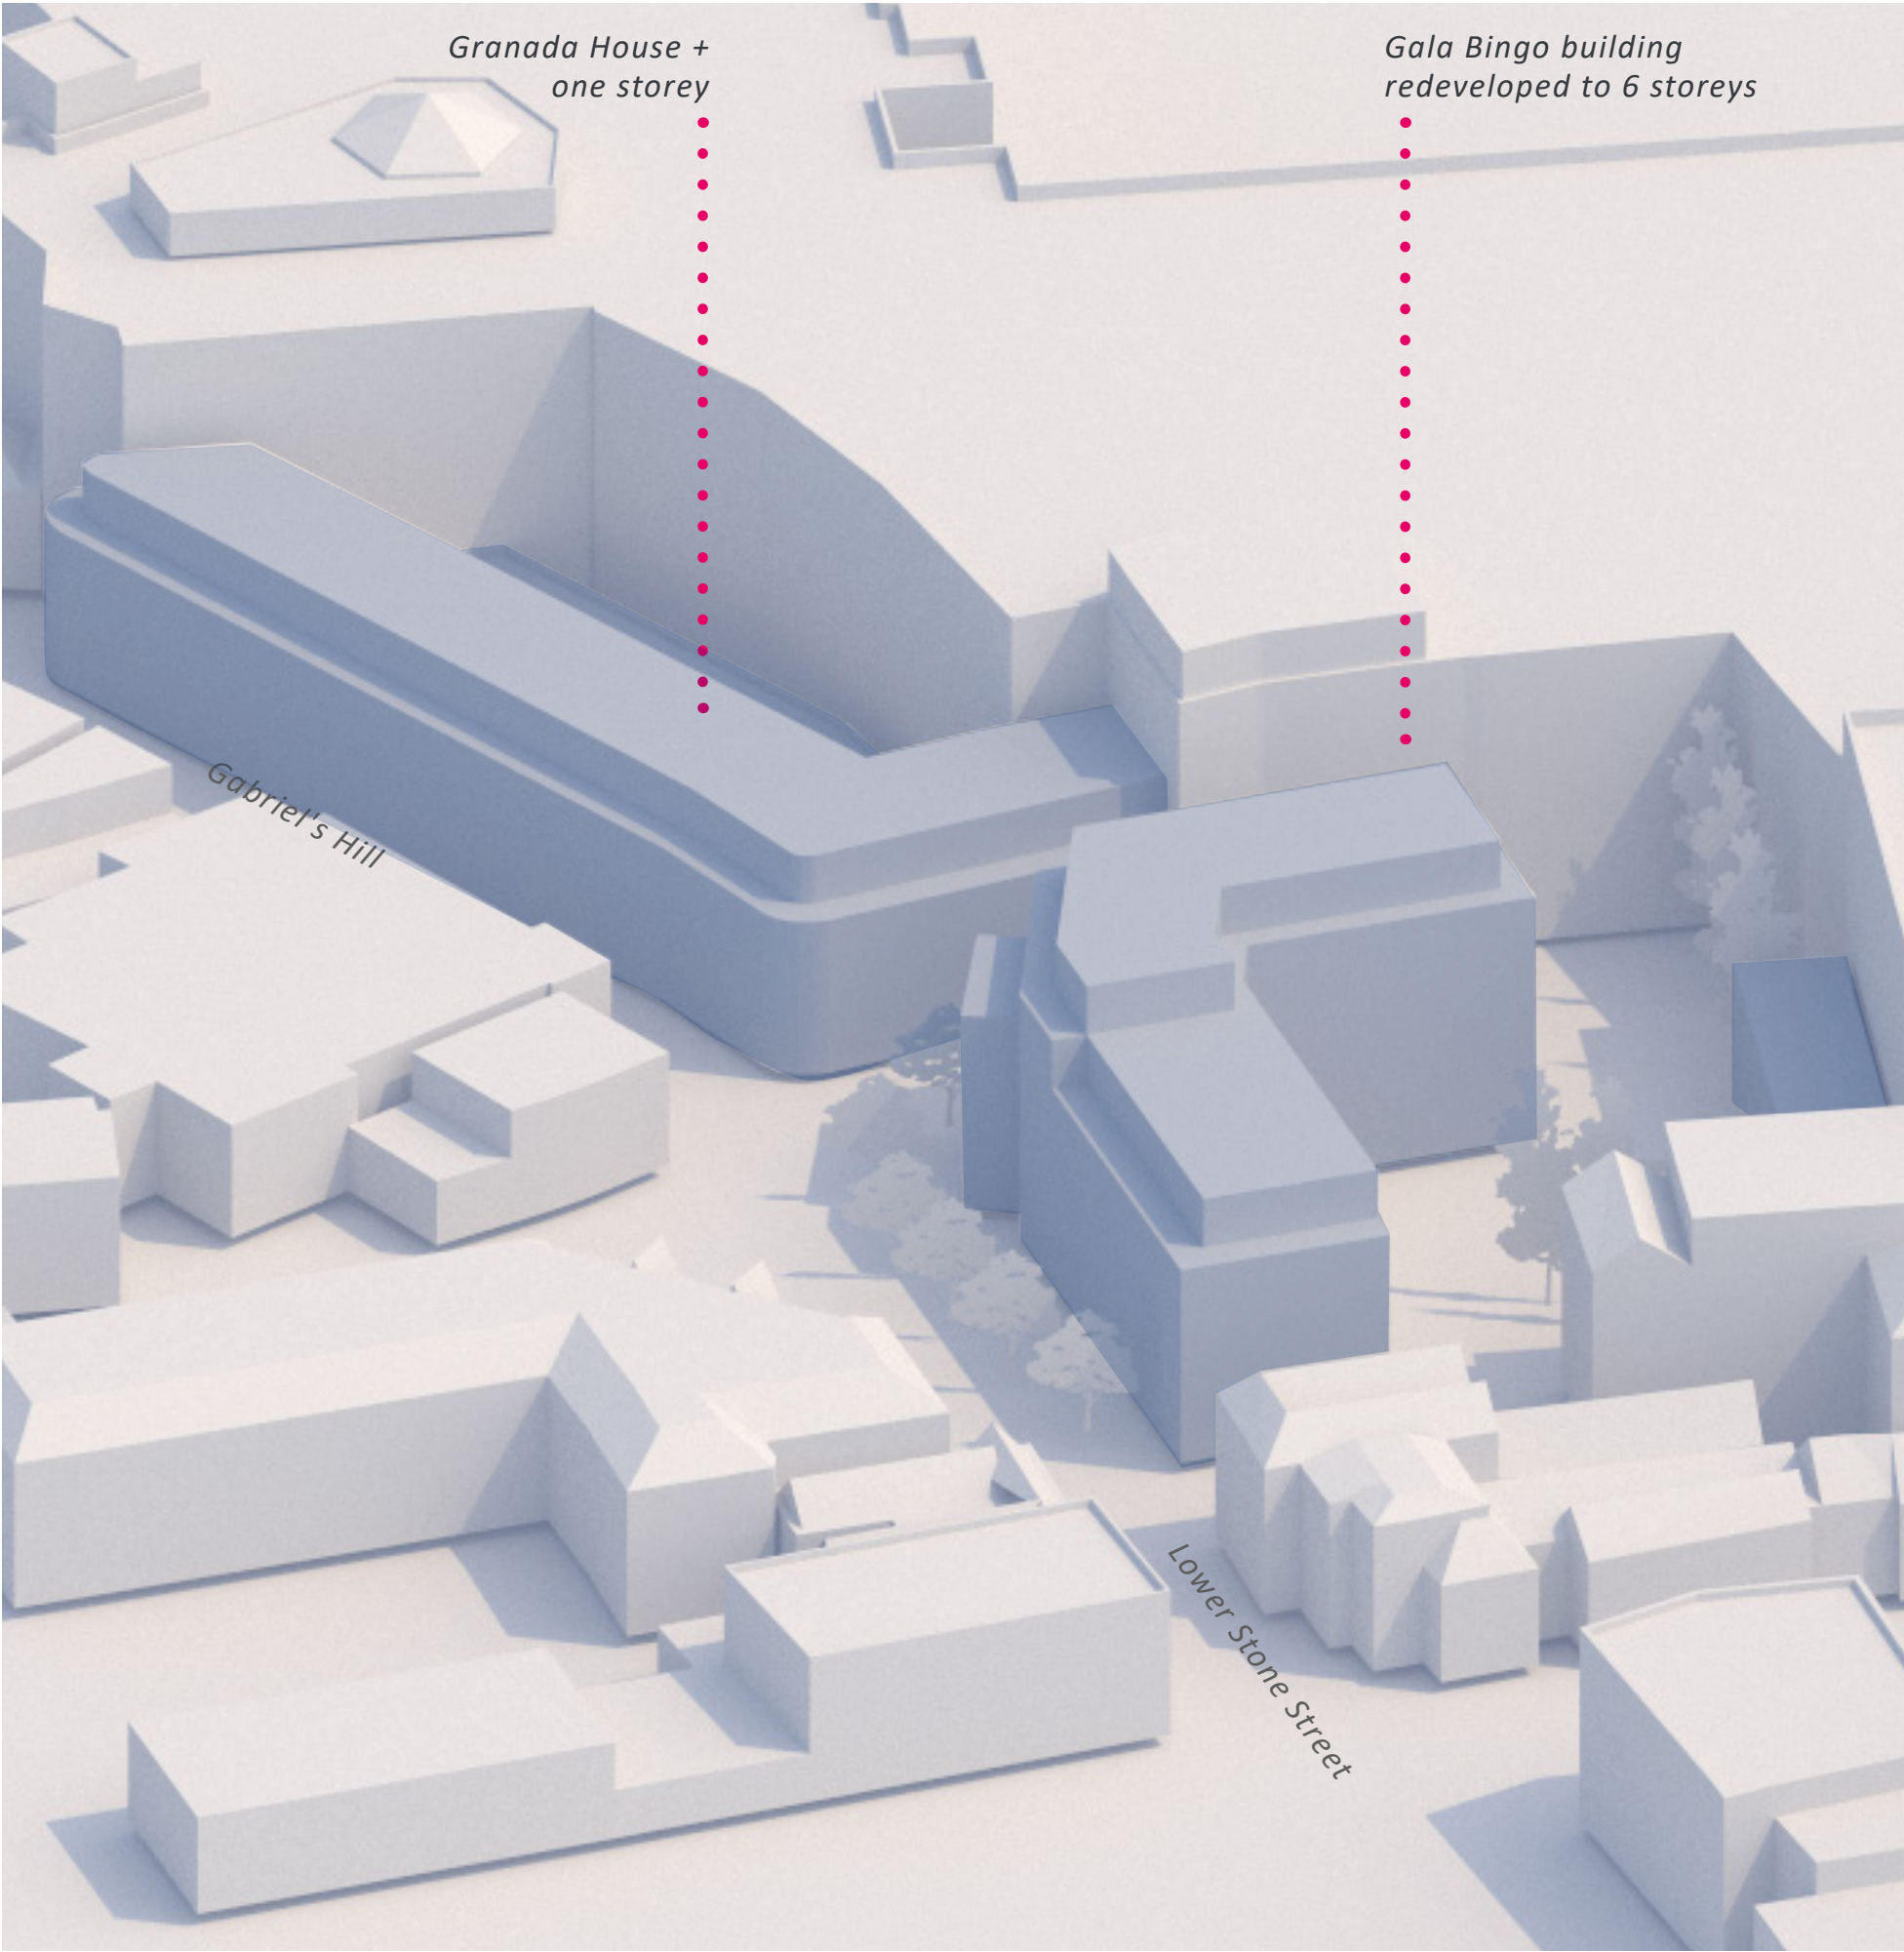 Granada House +
one storey
Gala Bingo building
redeveloped to 6 storeys
Gabriel's Hill
Lower Stone Street